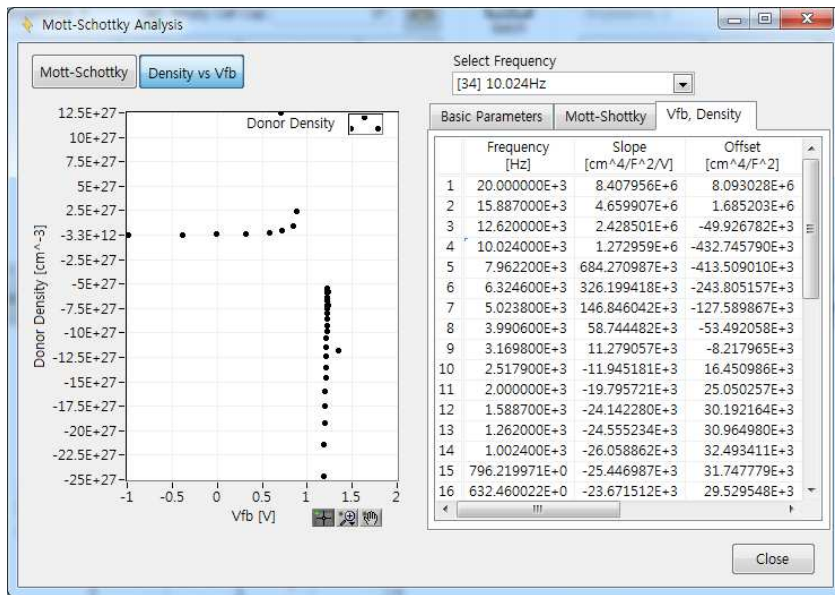 Mott-Schottky Analysis
Mott-Schottky Density vs Vfb
Select Frequency
[34] 10.024Hz
Basic Parameters Mott-Shottky Vfb, Density
Donor Density
12.5E+27
10E+27
7.5E+27
5E+27
2.5E+27
-3.3E+12
-2.5E+27
-5E+27
-7.5E+27
-10E+27
-12.5E+27
-15E+27
-17.5E+27
-20E+27
-22.5E+27
-25E+27
Donor Density [cm^-3]
-1 -0.5 0 0.5 1 1.5 2
Vfb [V]
Frequency Slope Offset
[Hz] [cm^4/F^2/V] [cm^4/F^2]
1 20.000000E+3 8.407956E+6 8.093028E+6
2 15.887000E+3 4.659907E+6 1.685203E+6
3 12.620000E+3 2.428501E+6 -49.926782E+3
4 10.024000E+3 1.272959E+6 -432.745790E+3
5 7.962200E+3 684.270987E+3 -413.509010E+3
6 6.324600E+3 326.199418E+3 -243.805157E+3
7 5.023800E+3 146.846042E+3 -127.589867E+3
8 3.990600E+3 58.744482E+3 -53.492058E+3
9 3.169800E+3 11.279057E+3 -8.217965E+3
10 2.517900E+3 -11.945181E+3 16.450986E+3
11 2.000000E+3 -19.795721E+3 25.050257E+3
12 1.588700E+3 -24.142280E+3 30.192164E+3
13 1.262000E+3 -24.555234E+3 30.964980E+3
14 1.002400E+3 -26.058862E+3 32.493411E+3
15 796.219971E+0 -25.446987E+3 31.747779E+3
16 632.460022E+0 -23.671512E+3 29.529548E+3
Close